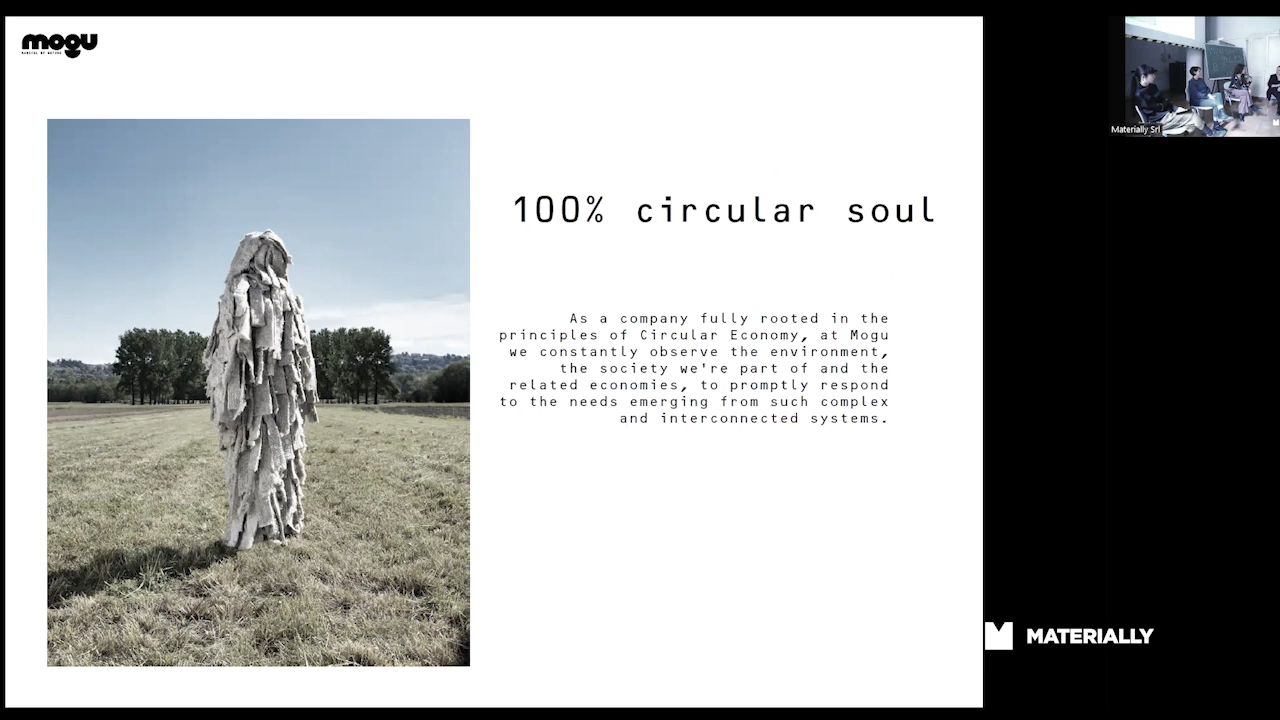 mogu
RADICAL BY NATURE
100% circular soul
As a company fully rooted in the
principles of Circular Economy, at Mogu
we constantly observe the environment,
the society we're part of and the
related economies, to promptly respond
to the needs emerging from such complex
and interconnected systems.
Materially Srl
MATERIALLY